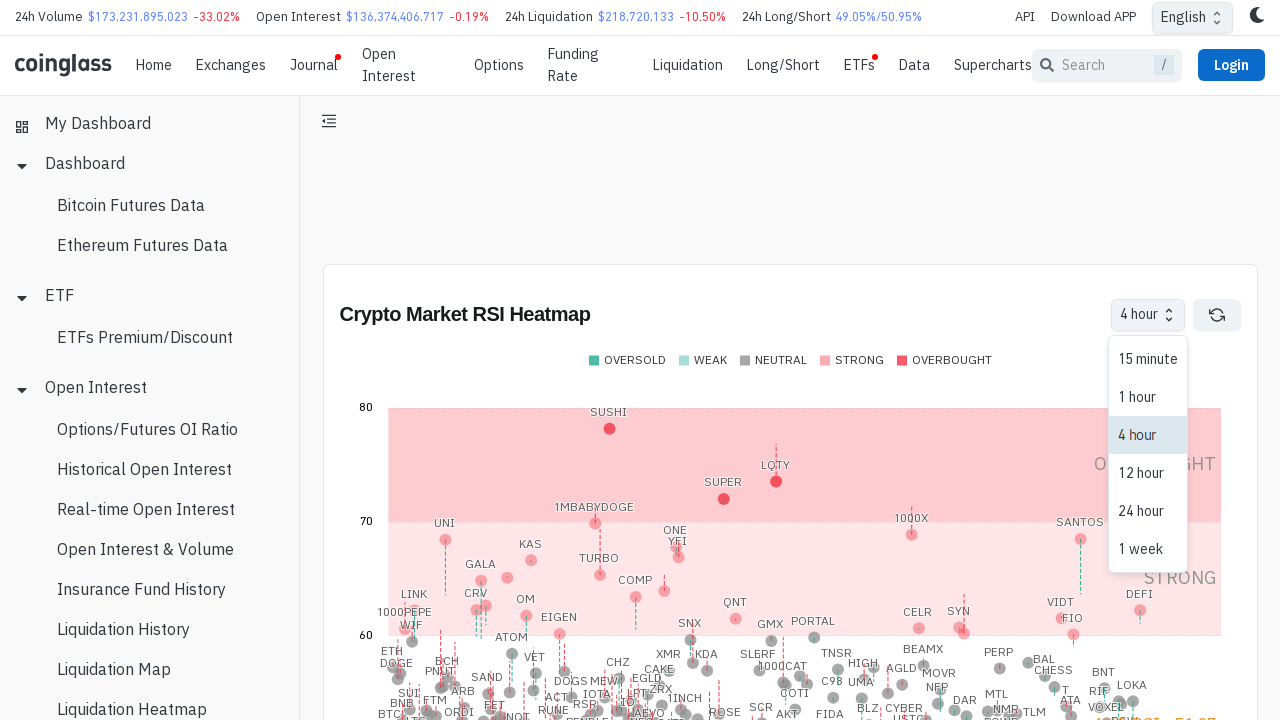 24h Volume $173,231,895,023 -33.02% Open Interest $136,374,406,717 -0.19% 24h Liquidation $218,720,133 -10.50% 24h Long/Short 49.05%/50.95% API Download APP English
coinglass Home Exchanges Journal Open Interest Options Funding Rate Liquidation Long/Short ETFs Data Supercharts Search / Login
My Dashboard
Dashboard
Bitcoin Futures Data
Ethereum Futures Data
ETF
ETFs Premium/Discount
Open Interest
Options/Futures OI Ratio
Historical Open Interest
Real-time Open Interest
Open Interest & Volume
Insurance Fund History
Liquidation History
Liquidation Map
Liquidation Heatmap
Crypto Market RSI Heatmap
4 hour
15 minute
1 hour
4 hour
12 hour
24 hour
1 week
OVERSOLD WEAK NEUTRAL STRONG OVERBOUGHT
80
SUSHI
LQTY
SUPER
1MBABYDOGE
70
UNI
1000X
SANTOS
ONE
YFI
KAS
TURBO
GALA
COMP
STRONG
CRV
LINK
OM
QNT
DEFI
1000PEPE
WIF
EIGEN
SNX
GMX
PORTAL
CELR
SYN
VIDT
FIO
60
ATOM
ETH
DOGE
BCH
PNUT
VET
CHZ
XMR
KDA
SLERF
1000CAT
TNSR
HIGH
BEAMX
PERP
BAL
CHESS
BNT
SAND
DOGS
MEW
CAKE
EGLD
C98
UMA
AGLD
MOVR
NFP
LOKA
SUI
ARB
IOTA
ZRX
1INCH
COTI
MTL
BNB
FTM
ACT
RSR
BLZ
CYBER
DAR
ATA
BTC
ORDI
FET
RUNE
AEVO
ROSE
SCR
AKT
FIDA
NMR
TLM
VOXEL